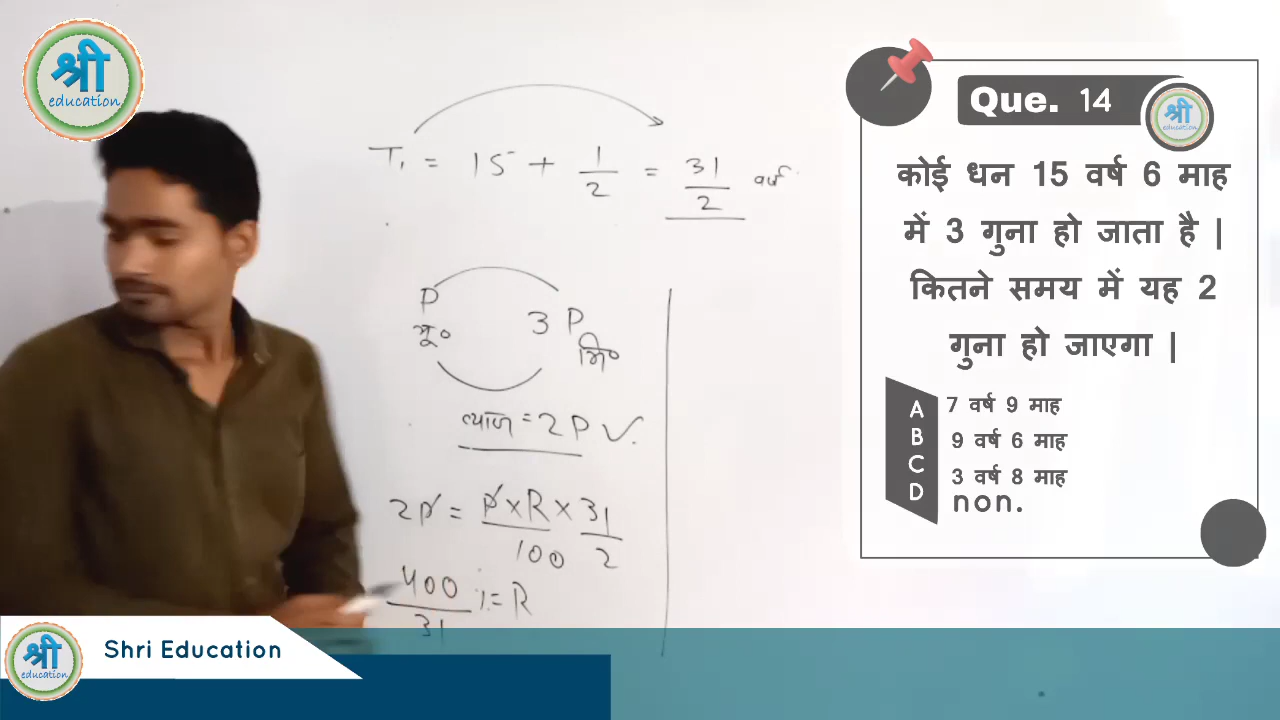 श्री
education
T₁ = 15 + 1/2 = 31/2 वर्ष
P
मू०
3 P
मि०
ब्याज = 2P ✓.
2P = P × R × 31
100 2
400 % = R
31
Que. 14
श्री
कोई धन 15 वर्ष 6 माह
में 3 गुना हो जाता है |
कितने समय में यह 2
गुना हो जाएगा |
A 7 वर्ष 9 माह
B 9 वर्ष 6 माह
C 3 वर्ष 8 माह
D non.
श्री
education
Shri Education